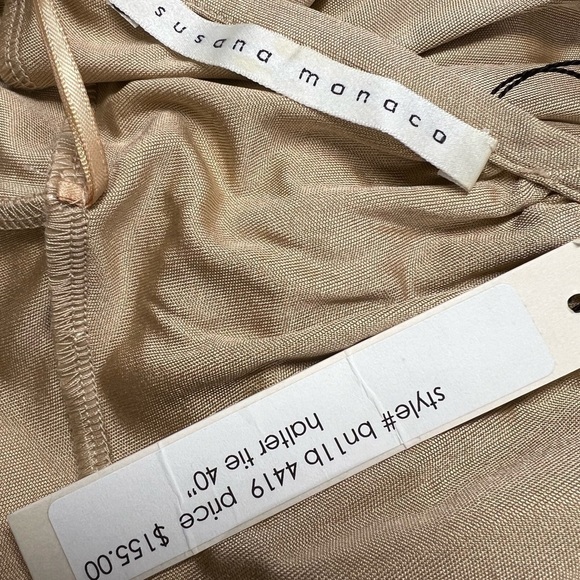 susana monaco
style# bn11b 4419 price $155.00
halter tie 40"